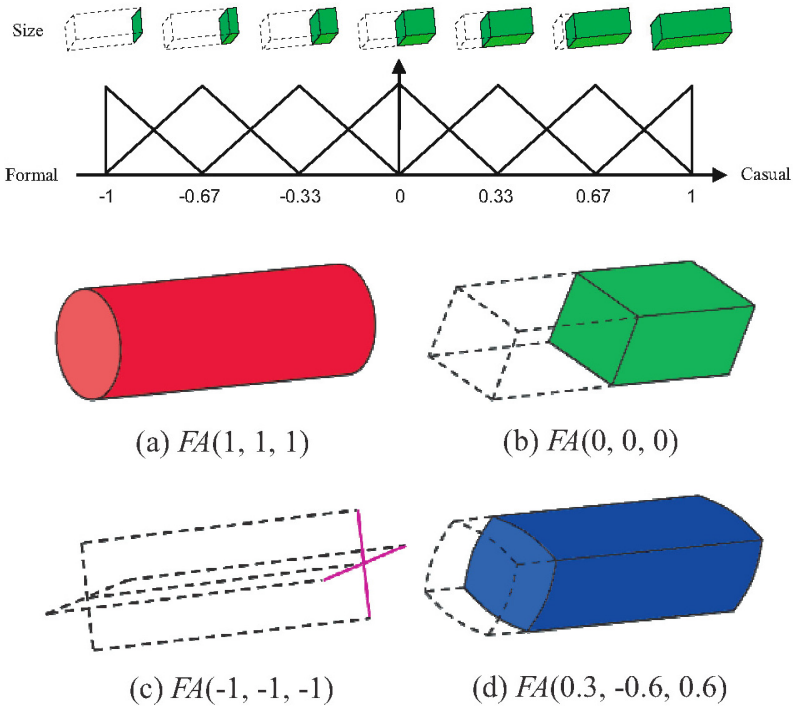 Size
Formal
Casual
-1 -0.67 -0.33 0 0.33 0.67 1
(a) FA(1, 1, 1)
(b) FA(0, 0, 0)
(c) FA(-1, -1, -1)
(d) FA(0.3, -0.6, 0.6)